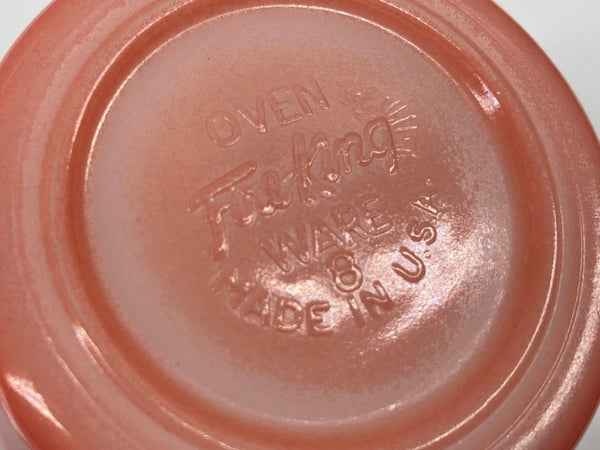 OVEN
Fire-King
WARE
8
MADE IN U.S.A.